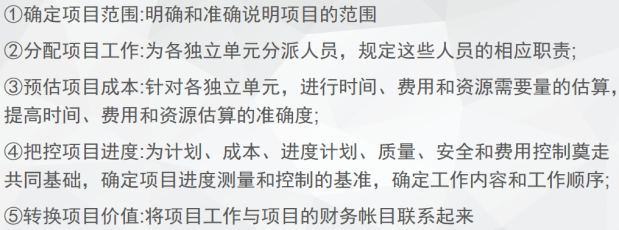 ①确定项目范围:明确和准确说明项目的范围
②分配项目工作:为各独立单元分派人员，规定这些人员的相应职责;
③预估项目成本:针对各独立单元，进行时间、费用和资源需要量的估算，
提高时间、费用和资源估算的准确度;
④把控项目进度:为计划、成本、进度计划、质量、安全和费用控制奠走
共同基础，确定项目进度测量和控制的基准，确定工作内容和工作顺序;
⑤转换项目价值:将项目工作与项目的财务帐目联系起来